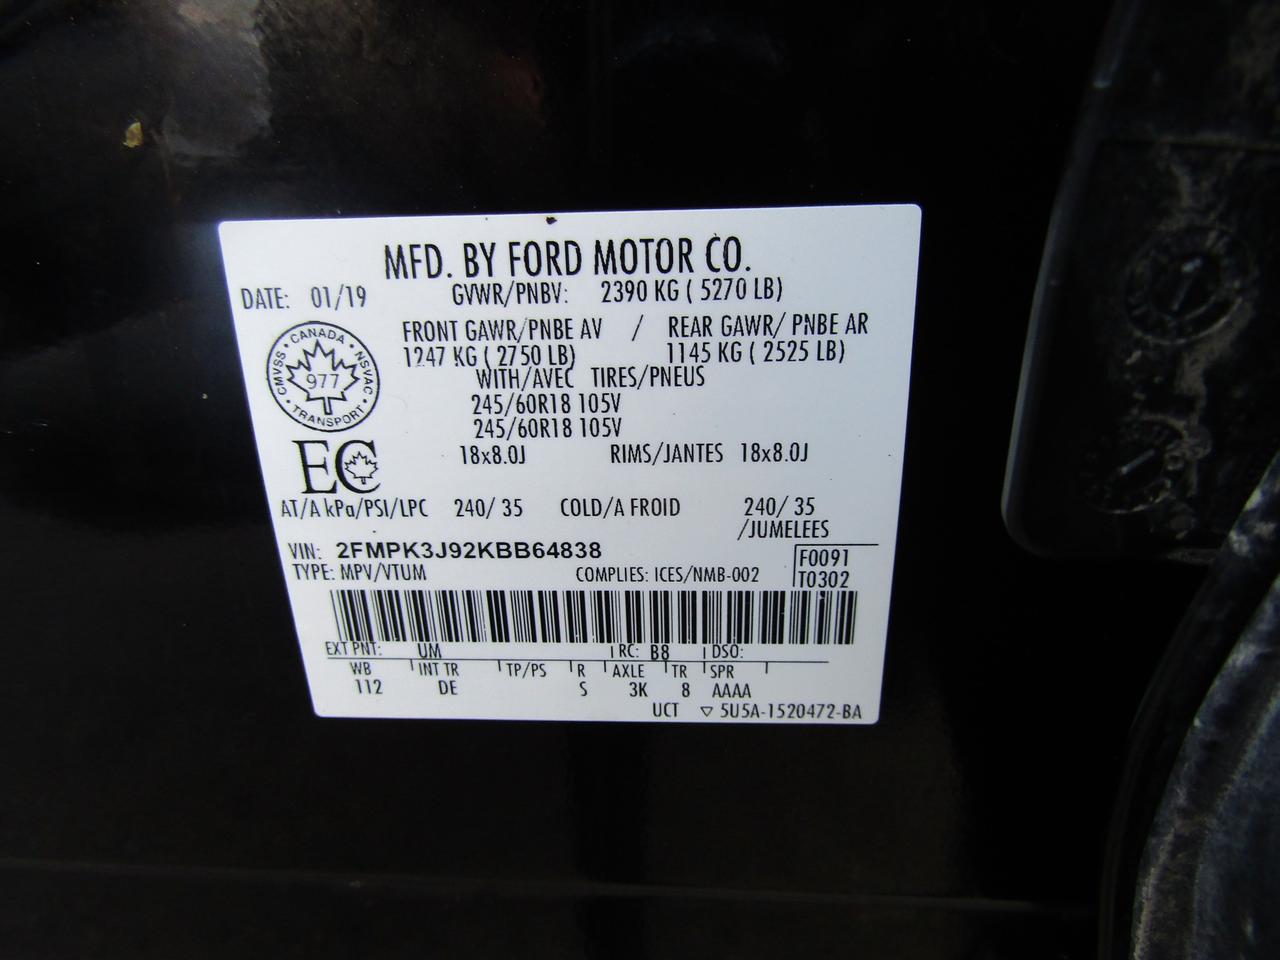 MFD. BY FORD MOTOR CO.
DATE: 01/19 GVWR/PNBV: 2390 KG ( 5270 LB)
FRONT GAWR/PNBE AV / REAR GAWR/ PNBE AR
1247 KG ( 2750 LB) 1145 KG ( 2525 LB)
WITH/AVEC TIRES/PNEUS
245/60R18 105V
245/60R18 105V
18x8.0J RIMS/JANTES 18x8.0J
CANADA
CMVSS 977 NSVAC
TRANSPORT
EC
AT/A kPa/PSI/LPC 240/ 35 COLD/A FROID 240/ 35
/JUMELEES
VIN: 2FMPK3J92KBB64838 F0091
TYPE: MPV/VTUM COMPLIES: ICES/NMB-002 T0302
EXT PNT: UM RC: B8 DSO:
WB INT TR TP/PS R AXLE TR SPR
112 DE S 3K 8 AAAA
UCT ▽ 5U5A-1520472-BA